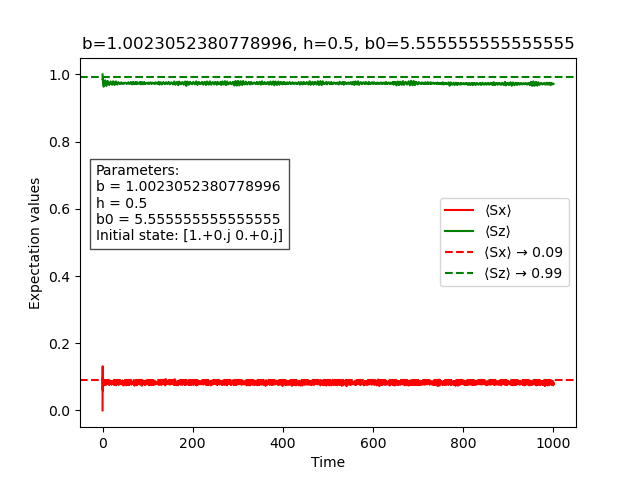 b=1.0023052380778996, h=0.5, b0=5.555555555555555
1.0
0.8
0.6
0.4
0.2
0.0
Expectation values
Parameters:
b = 1.0023052380778996
h = 0.5
b0 = 5.555555555555555
Initial state: [1.+0.j 0.+0.j]
⟨Sx⟩
⟨Sz⟩
⟨Sx⟩ → 0.09
⟨Sz⟩ → 0.99
0 200 400 600 800 1000
Time